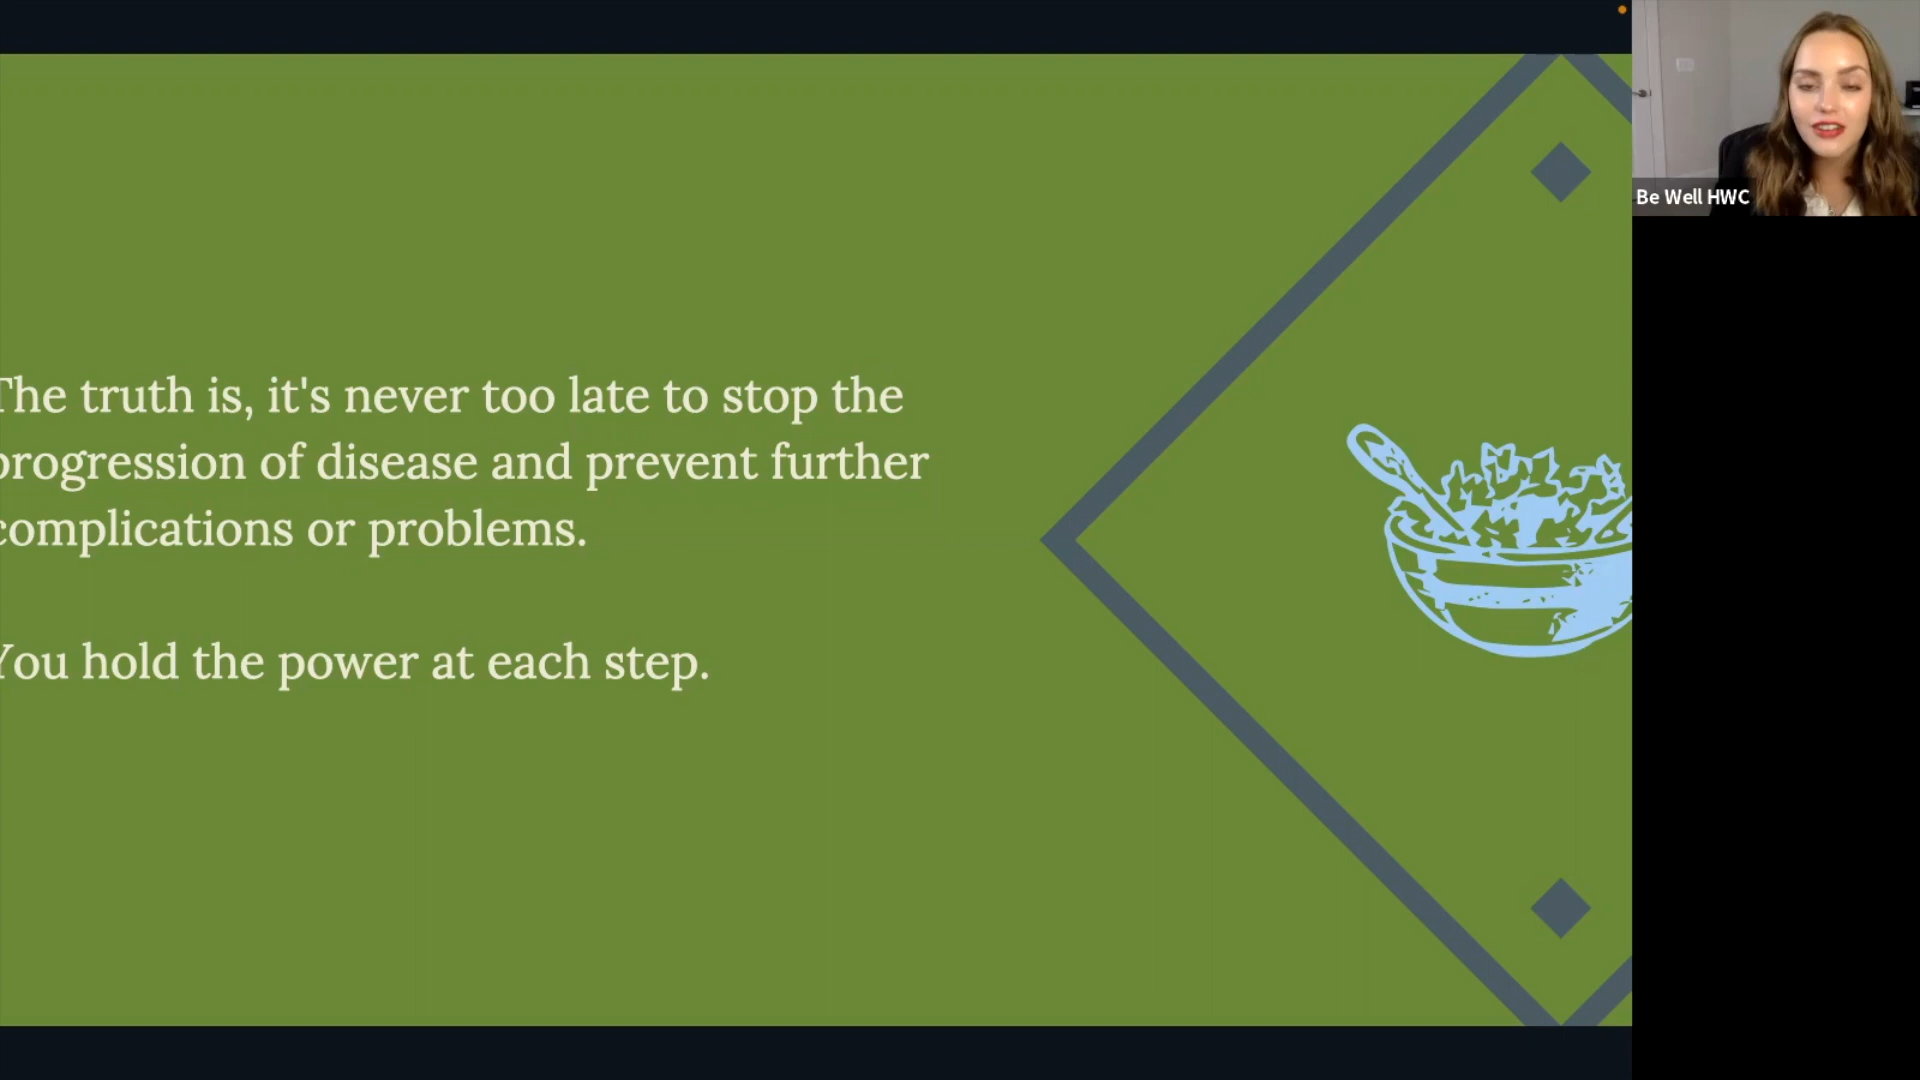 The truth is, it's never too late to stop the
progression of disease and prevent further
complications or problems.
You hold the power at each step.
Be Well HWC